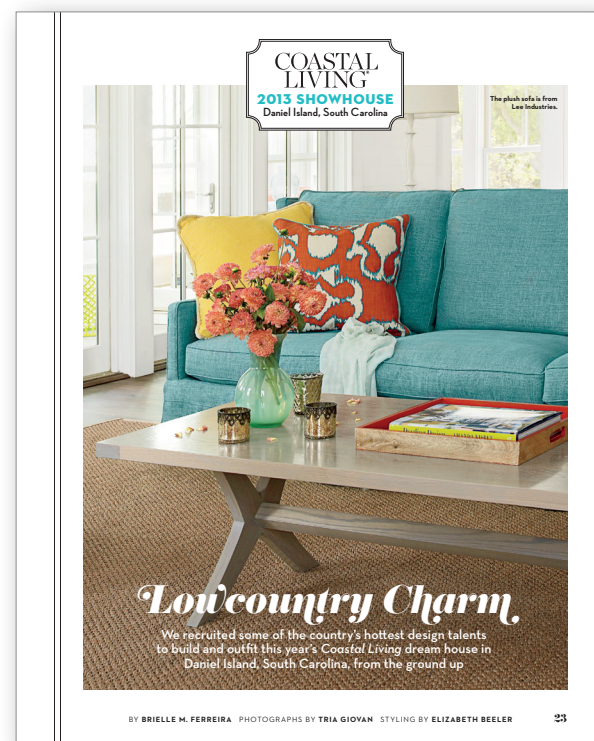 COASTAL
LIVING®
2013 SHOWHOUSE
Daniel Island, South Carolina
The plush sofa is from
Lee Industries.
Lowcountry Charm
We recruited some of the country's hottest design talents
to build and outfit this year's Coastal Living dream house in
Daniel Island, South Carolina, from the ground up
BY BRIELLE M. FERREIRA PHOTOGRAPHS BY TRIA GIOVAN STYLING BY ELIZABETH BEELER
23